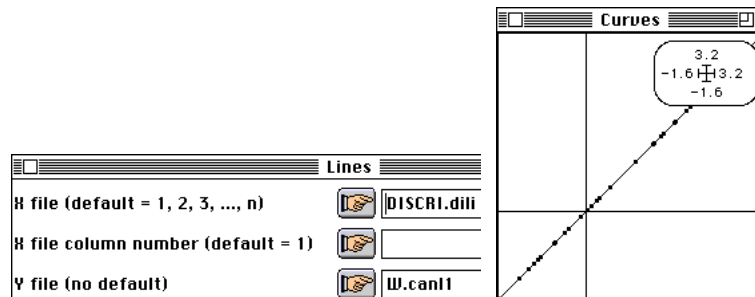 Lines
X file (default = 1, 2, 3, ..., n)
DISCRI.dili
X file column number (default = 1)
Y file (no default)
W.canl1
Curves
3.2
-1.6 3.2
-1.6